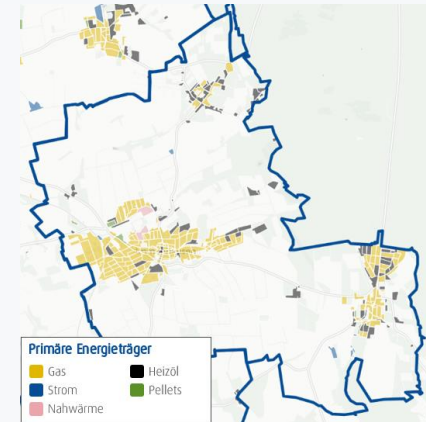 Primäre Energieträger
Gas
Heizöl
Strom
Pellets
Nahwärme